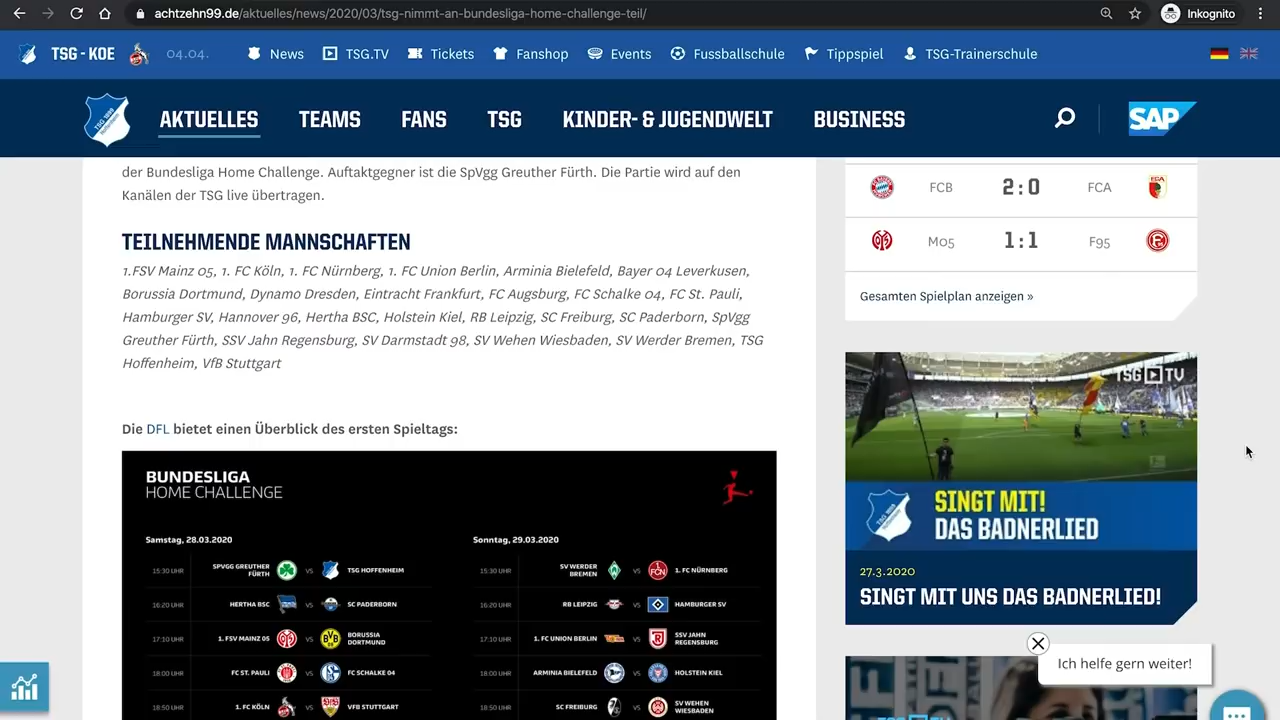 achtzehn99.de/aktuelles/news/2020/03/tsg-nimmt-an-bundesliga-home-challenge-teil/
Inkognito
TSG - KOE
04.04.
News
TSG.TV
Tickets
Fanshop
Events
Fussballschule
Tippspiel
TSG-Trainerschule
AKTUELLES
TEAMS
FANS
TSG
KINDER- & JUGENDWELT
BUSINESS
SAP
der Bundesliga Home Challenge. Auftaktgegner ist die SpVgg Greuther Fürth. Die Partie wird auf den
Kanälen der TSG live übertragen.
TEILNEHMENDE MANNSCHAFTEN
1.FSV Mainz 05, 1. FC Köln, 1. FC Nürnberg, 1. FC Union Berlin, Arminia Bielefeld, Bayer 04 Leverkusen,
Borussia Dortmund, Dynamo Dresden, Eintracht Frankfurt, FC Augsburg, FC Schalke 04, FC St. Pauli,
Hamburger SV, Hannover 96, Hertha BSC, Holstein Kiel, RB Leipzig, SC Freiburg, SC Paderborn, SpVgg
Greuther Fürth, SSV Jahn Regensburg, SV Darmstadt 98, SV Wehen Wiesbaden, SV Werder Bremen, TSG
Hoffenheim, VfB Stuttgart
Die DFL bietet einen Überblick des ersten Spieltags:
BUNDESLIGA
HOME CHALLENGE
Samstag, 28.03.2020
15:30 UHR SPVGG GREUTHER FÜRTH VS TSG HOFFENHEIM
16:20 UHR HERTHA BSC VS SC PADERBORN
17:10 UHR 1. FSV MAINZ 05 VS BORUSSIA DORTMUND
18:00 UHR FC ST. PAULI VS FC SCHALKE 04
18:50 UHR 1. FC KÖLN VS VFB STUTTGART
Sonntag, 29.03.2020
15:30 UHR SV WERDER BREMEN VS 1. FC NÜRNBERG
16:20 UHR RB LEIPZIG VS HAMBURGER SV
17:10 UHR 1. FC UNION BERLIN VS SSV JAHN REGENSBURG
18:00 UHR ARMINIA BIELEFELD VS HOLSTEIN KIEL
18:50 UHR SC FREIBURG VS SV WEHEN WIESBADEN
FCB 2:0 FCA
M05 1:1 F95
Gesamten Spielplan anzeigen »
TSG TV
SINGT MIT!
DAS BADNERLIED
27.3.2020
SINGT MIT UNS DAS BADNERLIED!
Ich helfe gern weiter!